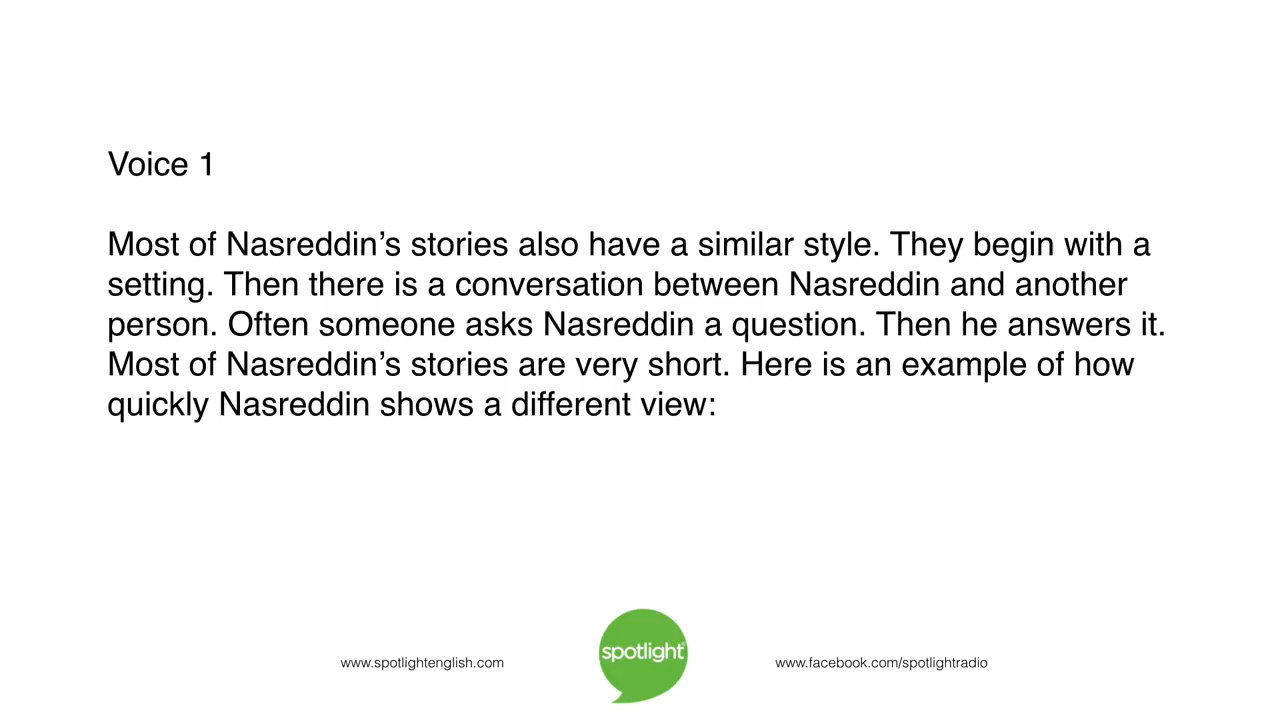 Voice 1
Most of Nasreddin’s stories also have a similar style. They begin with a
setting. Then there is a conversation between Nasreddin and another
person. Often someone asks Nasreddin a question. Then he answers it.
Most of Nasreddin’s stories are very short. Here is an example of how
quickly Nasreddin shows a different view:
www.spotlightenglish.com
spotlight®
www.facebook.com/spotlightradio